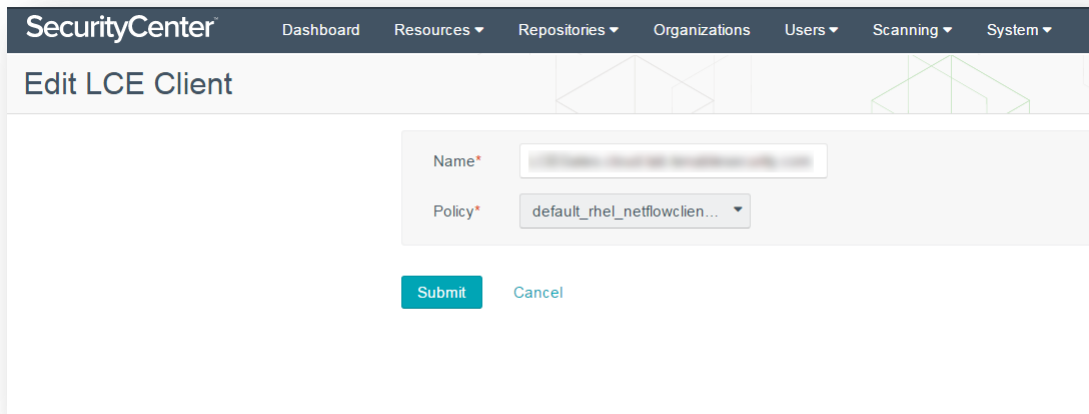 SecurityCenter Dashboard Resources Repositories Organizations Users Scanning System
Edit LCE Client
Name*
Policy* default_rhel_netflowclien...
Submit Cancel